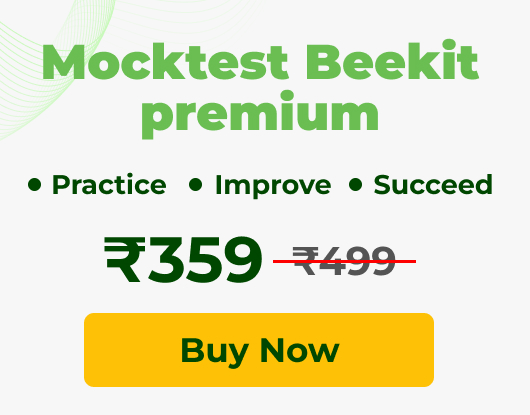 Mocktest Beekit
premium
• Practice • Improve • Succeed
₹359 ₹499
Buy Now